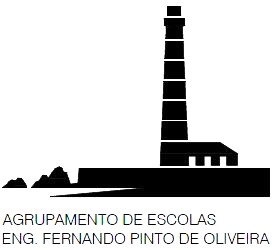 AGRUPAMENTO DE ESCOLAS
ENG. FERNANDO PINTO DE OLIVEIRA